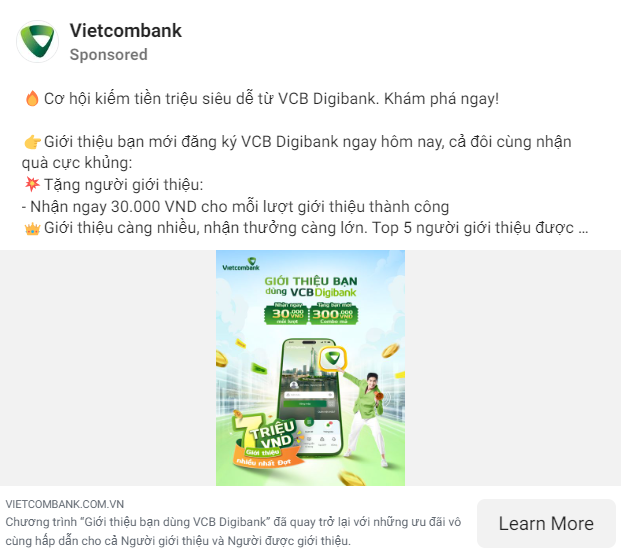 Vietcombank
Sponsored
🔥 Cơ hội kiếm tiền triệu siêu dễ từ VCB Digibank. Khám phá ngay!
👉 Giới thiệu bạn mới đăng ký VCB Digibank ngay hôm nay, cả đôi cùng nhận
quà cực khủng:
💥 Tặng người giới thiệu:
- Nhận ngay 30.000 VND cho mỗi lượt giới thiệu thành công
👑 Giới thiệu càng nhiều, nhận thưởng càng lớn. Top 5 người giới thiệu được ...
Vietcombank
GIỚI THIỆU BẠN
dùng VCB Digibank
Nhận ngay
30.000 VND
mỗi lượt
Tặng bạn mới
300.000 VND
7 TRIỆU
VND
Giới thiệu
nhiều nhất Đợt
VIETCOMBANK.COM.VN
Chương trình “Giới thiệu bạn dùng VCB Digibank” đã quay trở lại với những ưu đãi vô
cùng hấp dẫn cho cả Người giới thiệu và Người được giới thiệu.
Learn More